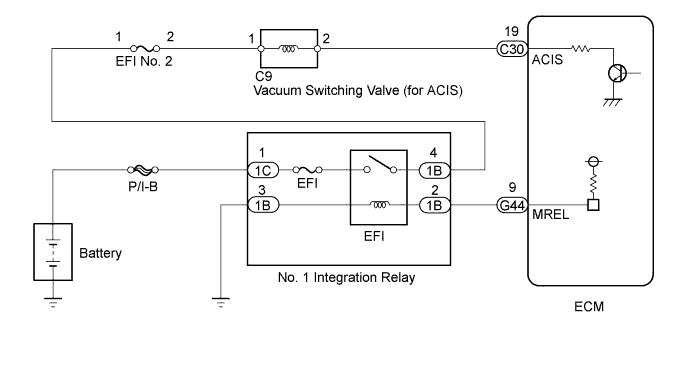 19
1 2 1 2
C30
EFI No. 2
ACIS
C9
Vacuum Switching Valve (for ACIS)
1 4
1C EFI 1B
P/I-B
3 2 9
1B 1B G44
MREL
EFI
Battery
No. 1 Integration Relay
ECM